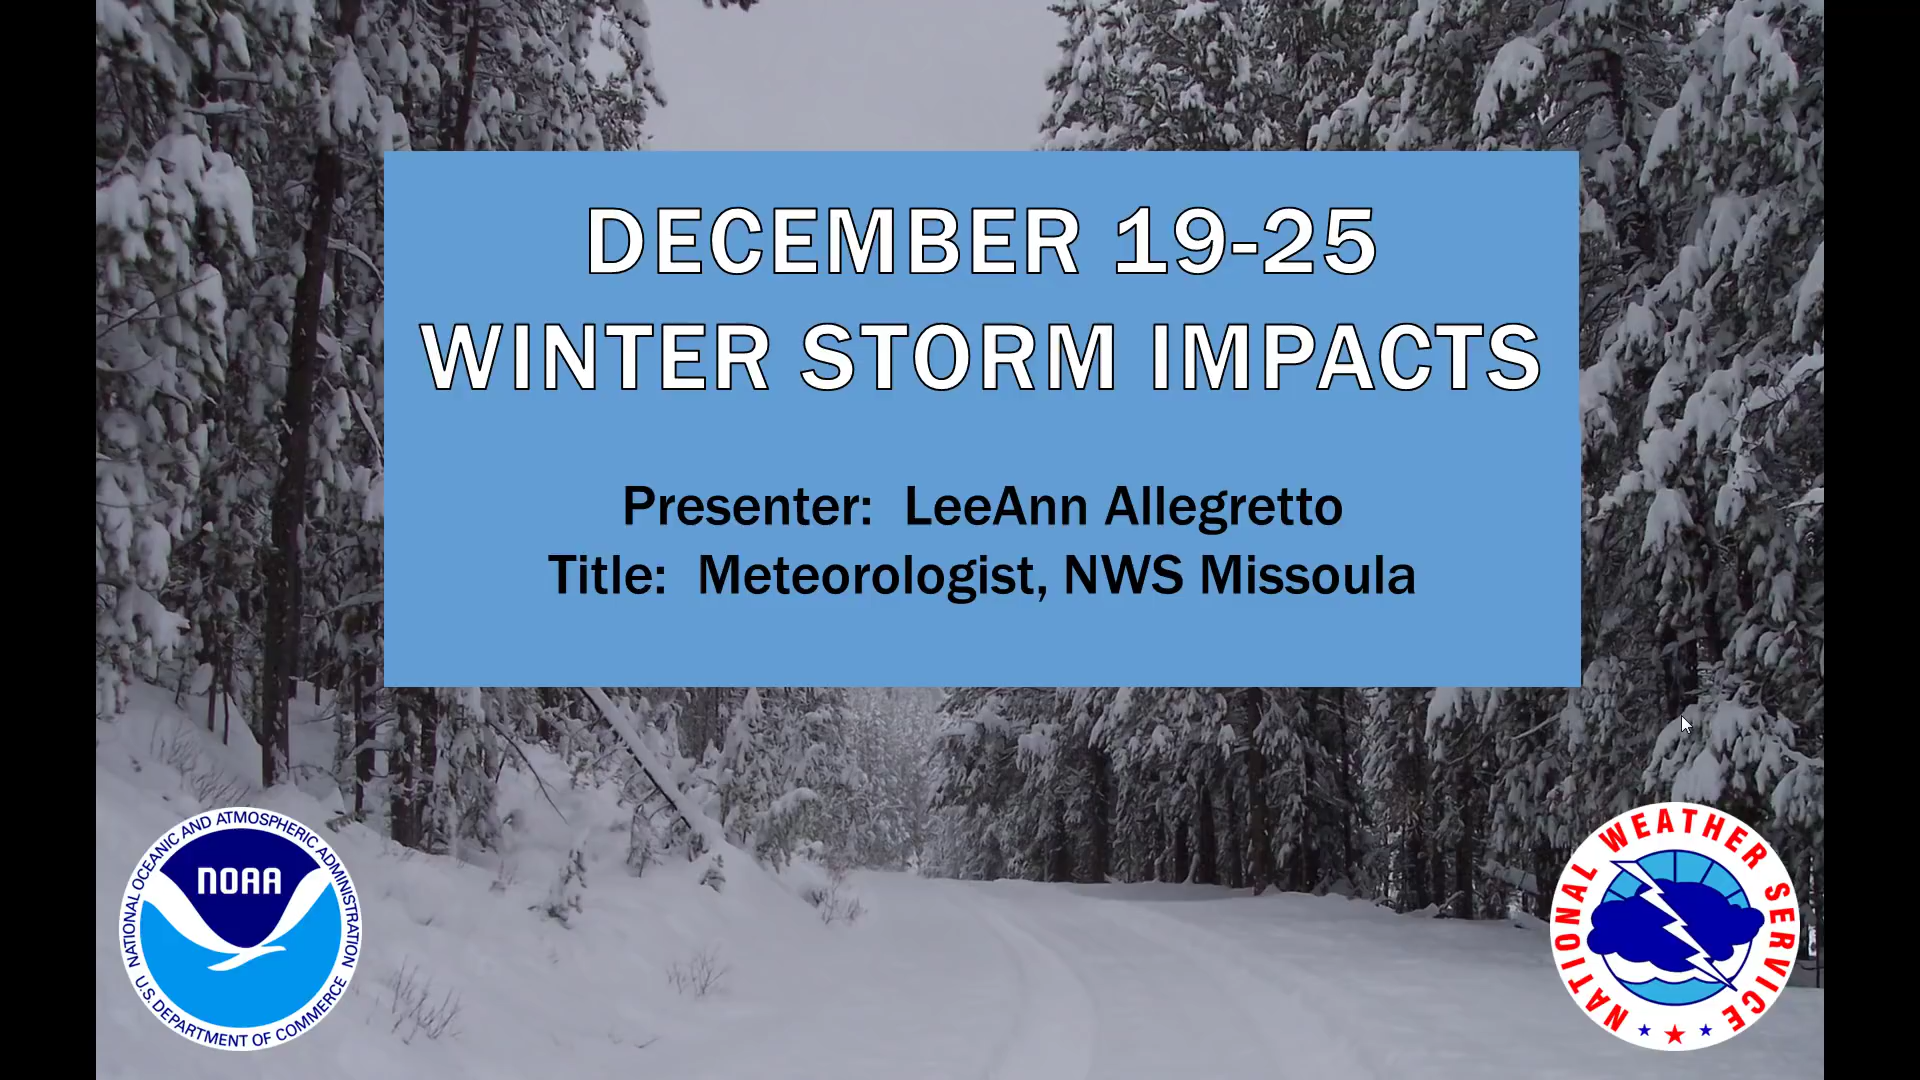 DECEMBER 19-25
WINTER STORM IMPACTS
Presenter: LeeAnn Allegretto
Title: Meteorologist, NWS Missoula
NATIONAL OCEANIC AND ATMOSPHERIC ADMINISTRATION
NOAA
U.S. DEPARTMENT OF COMMERCE
NATIONAL WEATHER SERVICE